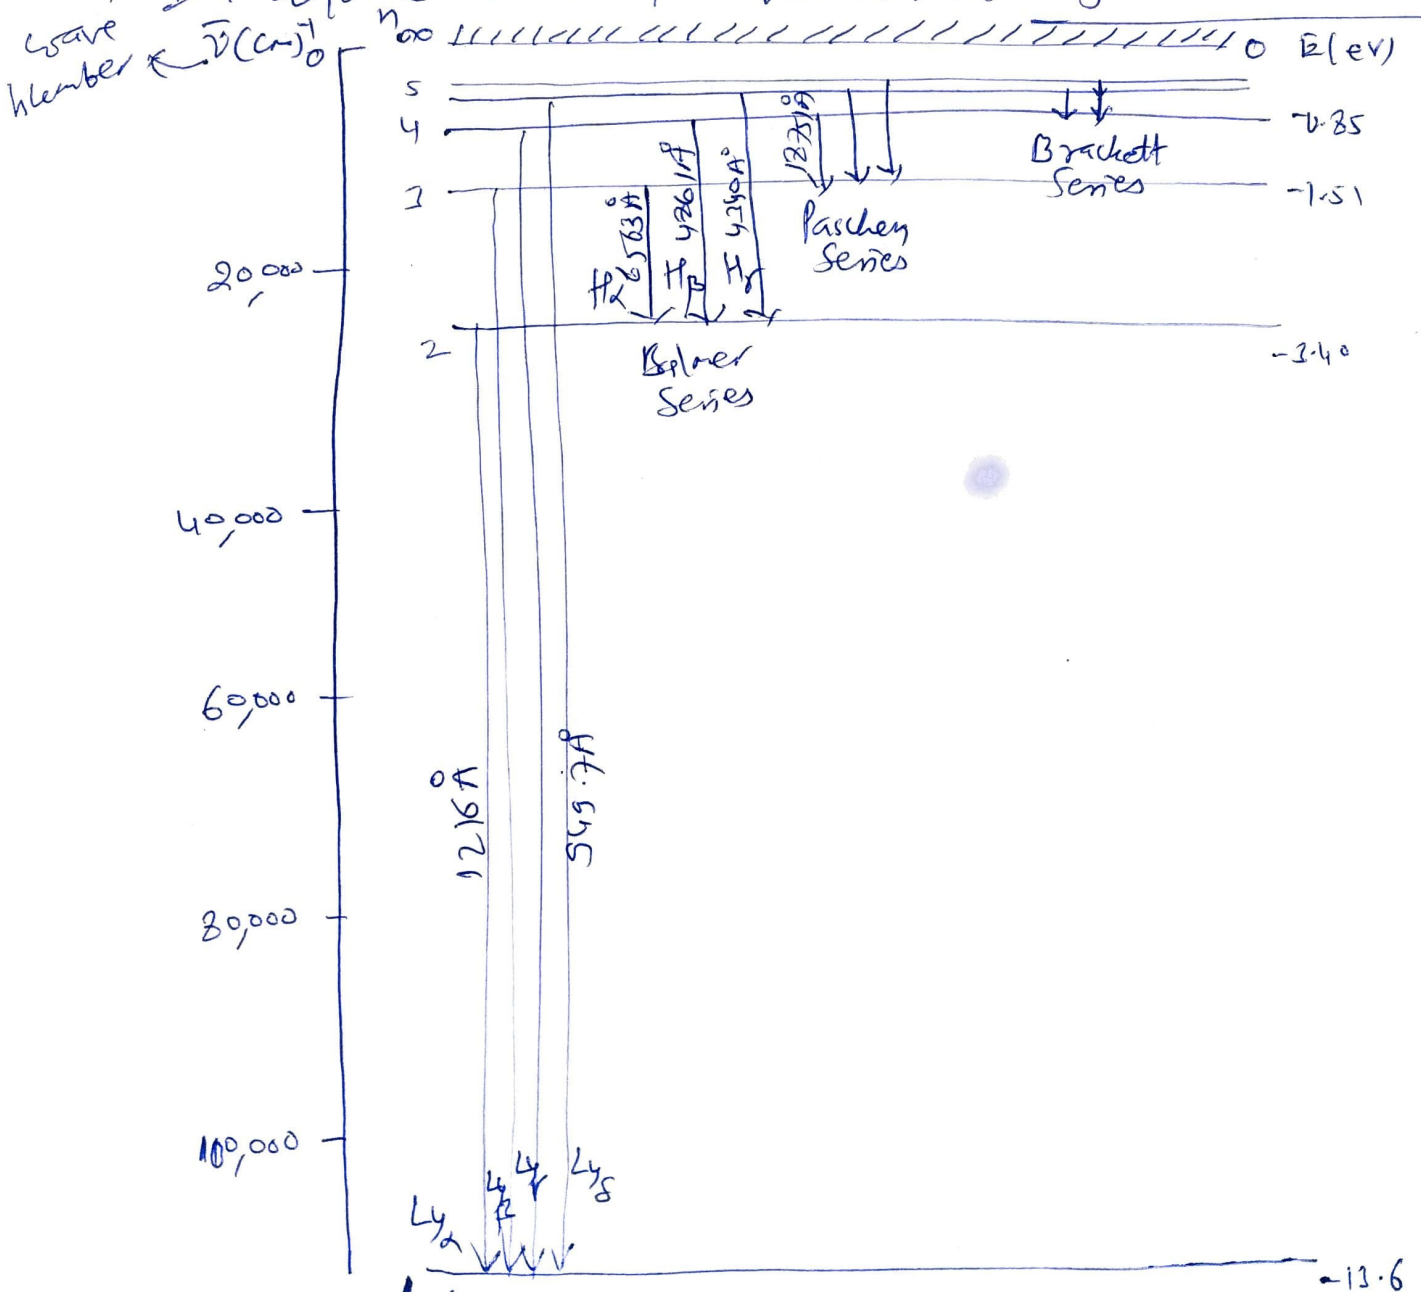 wave
number ν̄(cm)⁻¹
0
n
∞
0 E(ev)
5
4
-0.85
Brackett
Series
3
-1.51
18751Å
Paschen
Series
20,000
Hα 6563Å
Hβ 4861Å
Hγ 4340A°
2
-3.40
Balmer
Series
40,000
60,000
1216Å
949.7Å
80,000
100,000
Lyα
Lyβ
Lyγ
Lyδ
-13.6